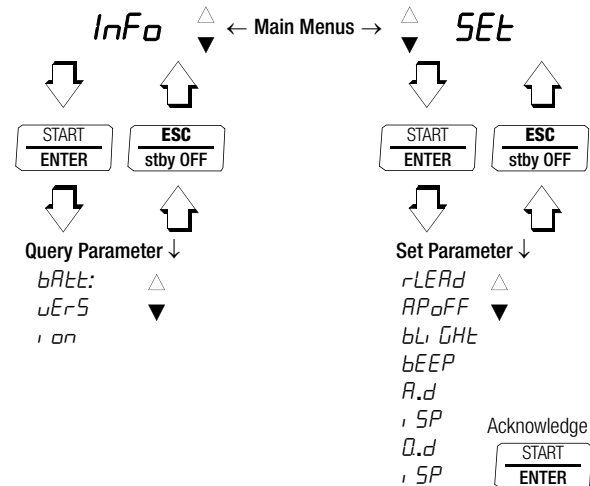 InFo △ ▼ ← Main Menus → △ ▼ SEt
START ENTER ESC stby OFF START ENTER ESC stby OFF
Query Parameter ↓ Set Parameter ↓
bAtt: △ rLEAd △
vErS ▼ APoFF ▼
ion bLiGHt
bEEP
A.d
iSP Acknowledge
0.d START
iSP ENTER